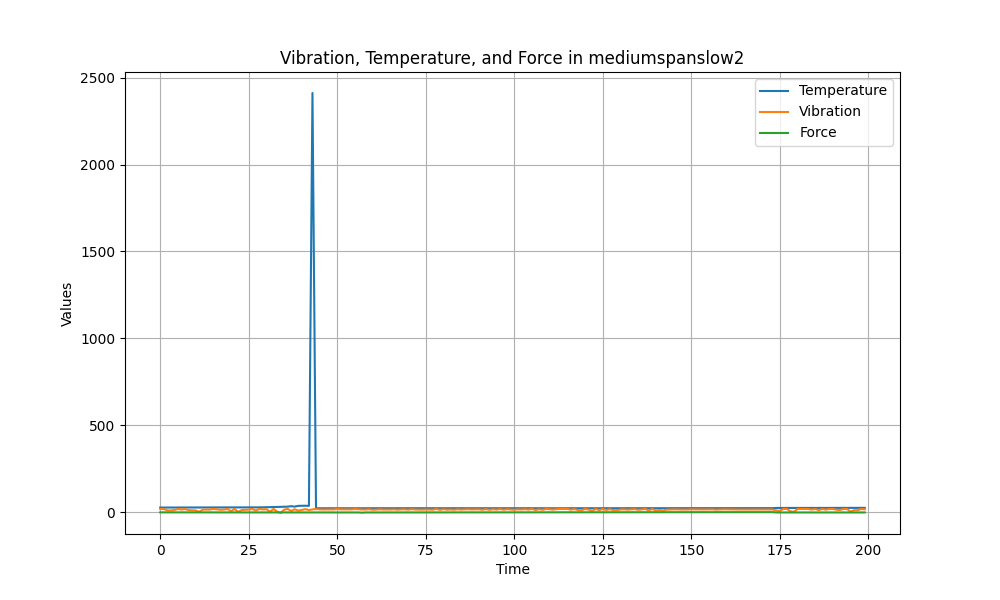 Vibration, Temperature, and Force in mediumspanslow2
2500
2000
1500
1000
500
0
Values
Temperature
Vibration
Force
0 25 50 75 100 125 150 175 200
Time